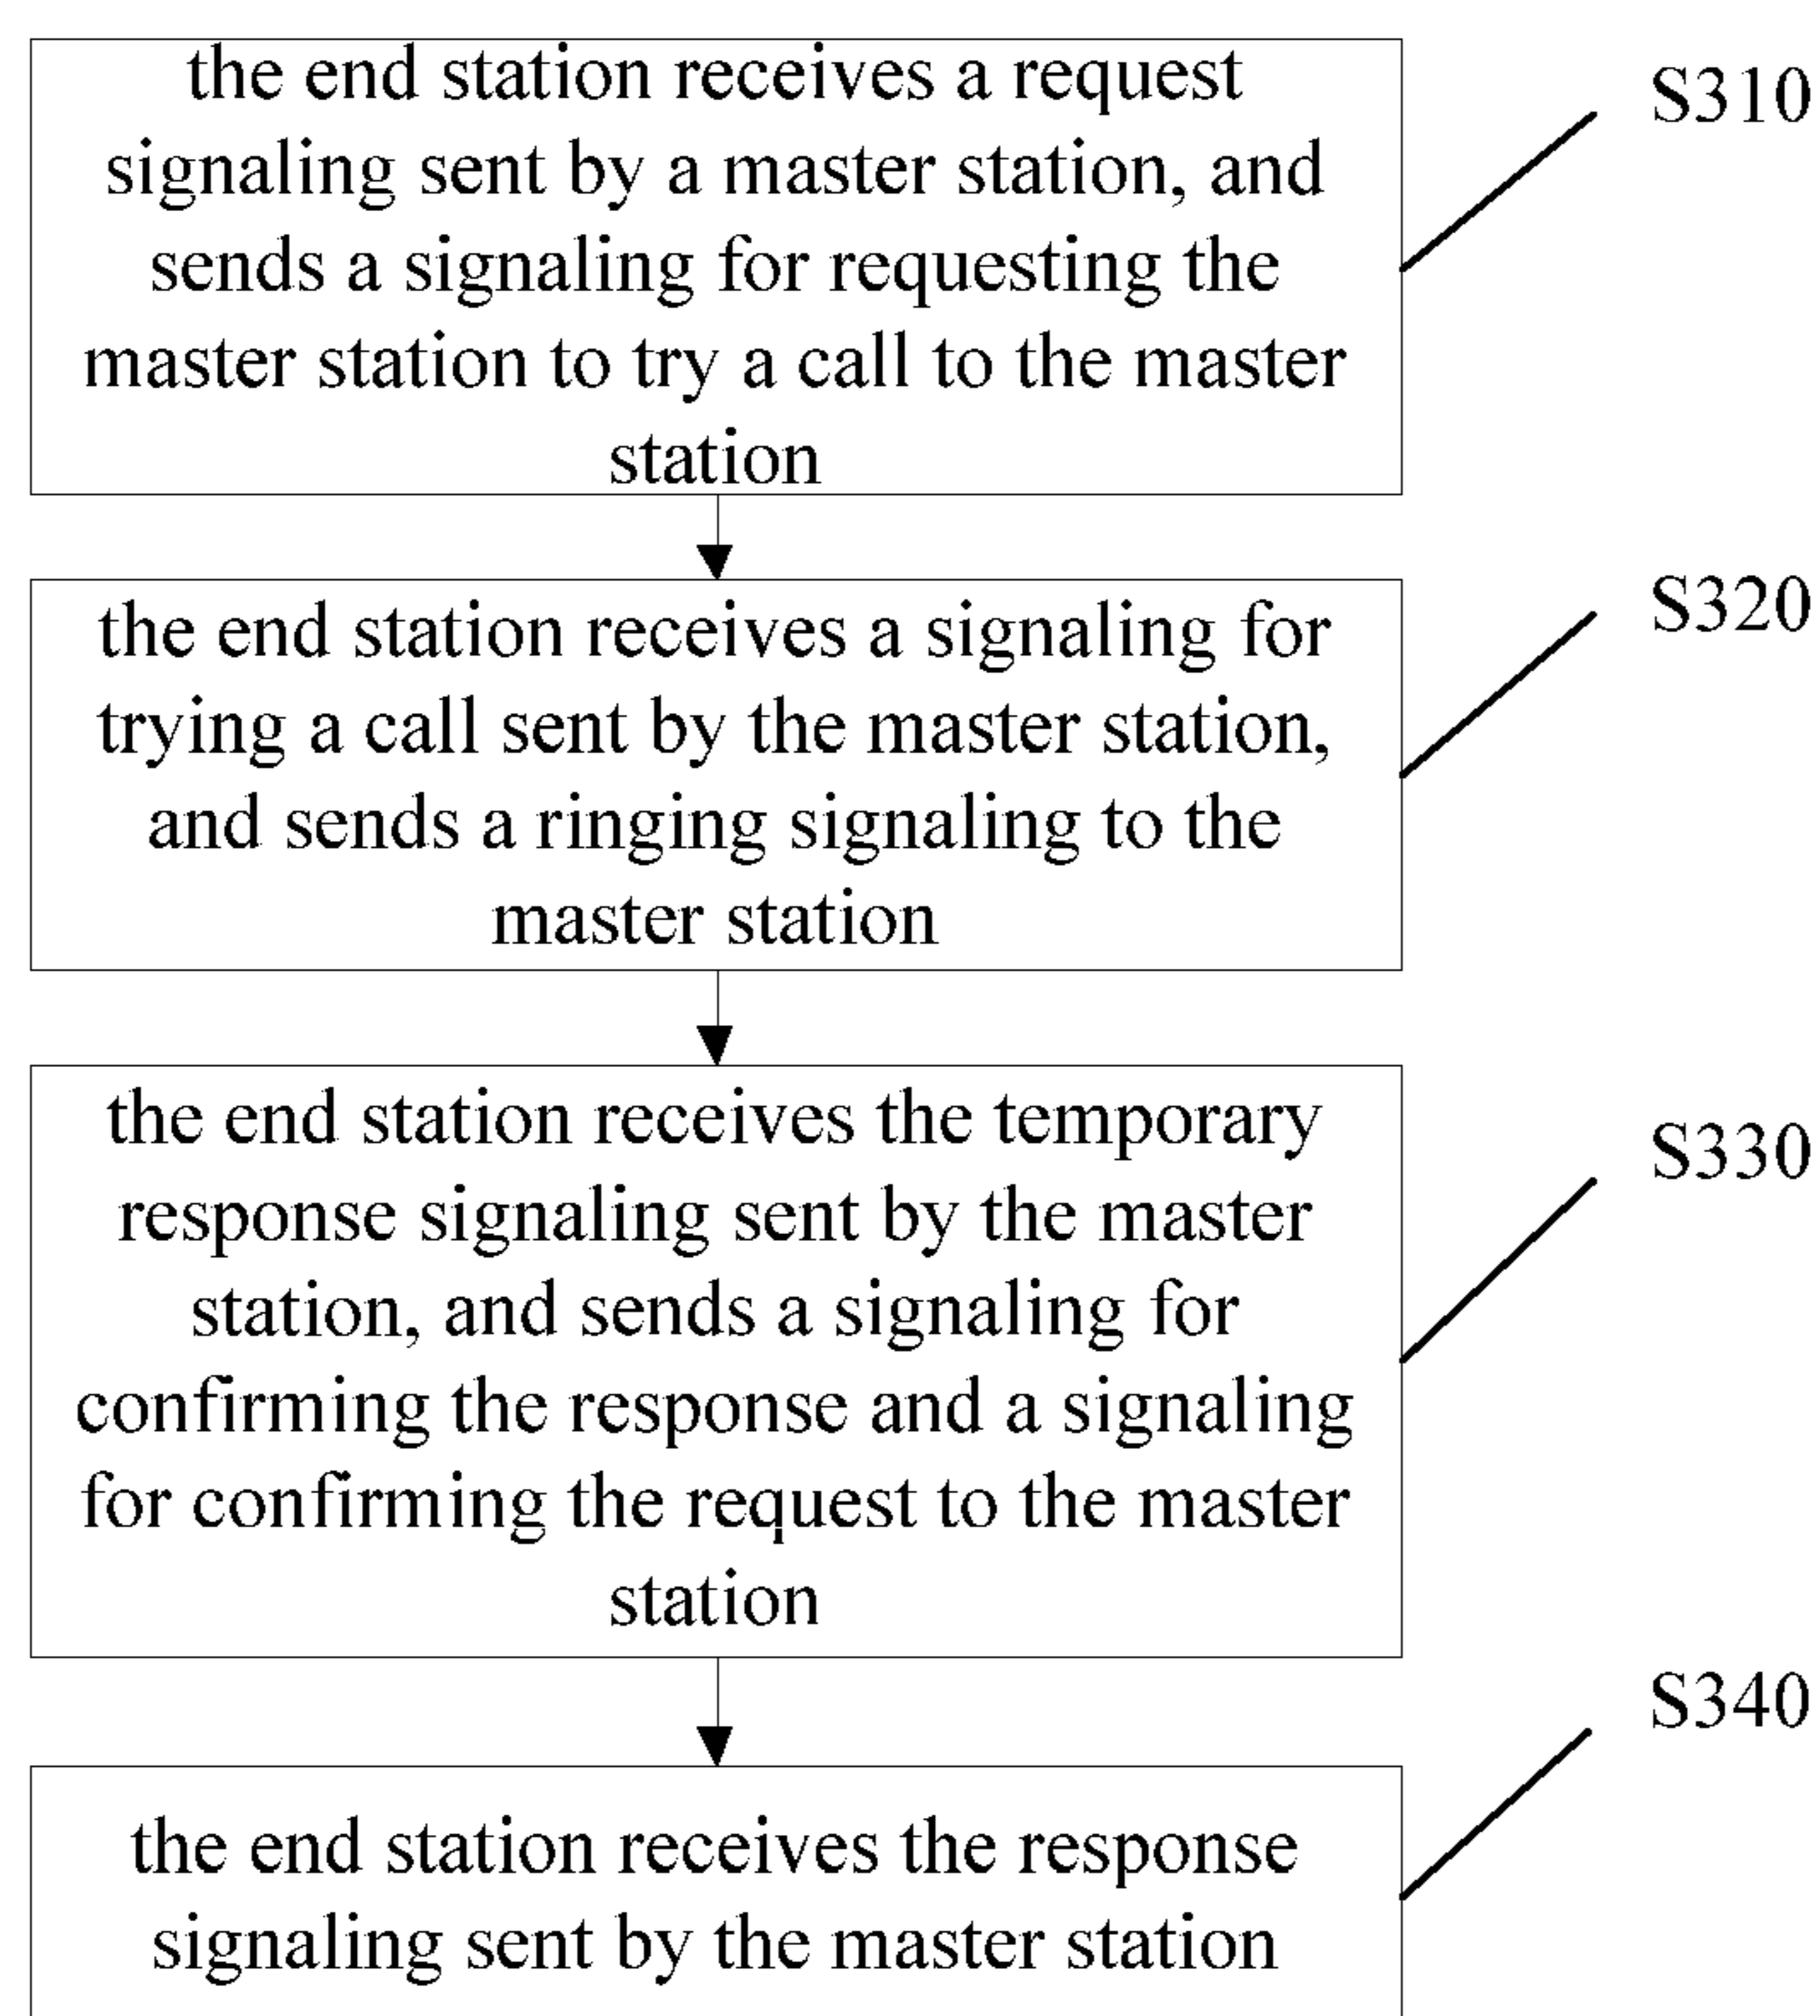 the end station receives a request
signaling sent by a master station, and
sends a signaling for requesting the
master station to try a call to the master
station
S310
the end station receives a signaling for
trying a call sent by the master station,
and sends a ringing signaling to the
master station
S320
the end station receives the temporary
response signaling sent by the master
station, and sends a signaling for
confirming the response and a signaling
for confirming the request to the master
station
S330
the end station receives the response
signaling sent by the master station
S340